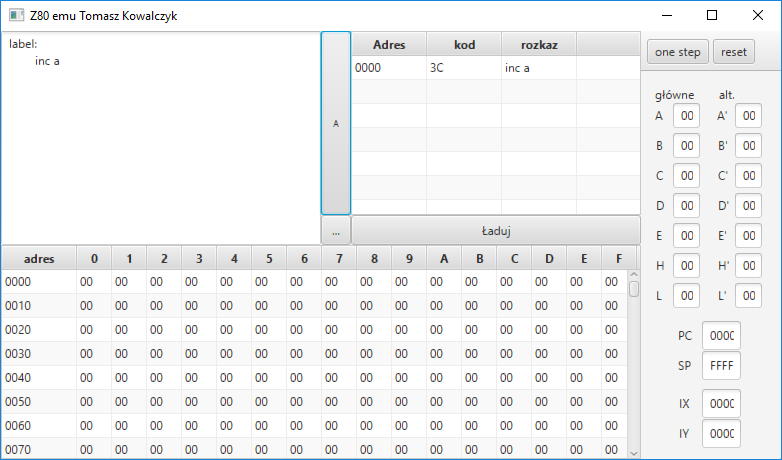 Z80 emu Tomasz Kowalczyk
label:
inc a
A
...
Adres kod rozkaz
0000 3C inc a
Ładuj
one step reset
główne alt.
A 00 A' 00
B 00 B' 00
C 00 C' 00
D 00 D' 00
E 00 E' 00
H 00 H' 00
L 00 L' 00
PC 0000
SP FFFF
IX 0000
IY 0000
adres 0 1 2 3 4 5 6 7 8 9 A B C D E F
0000 00 00 00 00 00 00 00 00 00 00 00 00 00 00 00 00
0010 00 00 00 00 00 00 00 00 00 00 00 00 00 00 00 00
0020 00 00 00 00 00 00 00 00 00 00 00 00 00 00 00 00
0030 00 00 00 00 00 00 00 00 00 00 00 00 00 00 00 00
0040 00 00 00 00 00 00 00 00 00 00 00 00 00 00 00 00
0050 00 00 00 00 00 00 00 00 00 00 00 00 00 00 00 00
0060 00 00 00 00 00 00 00 00 00 00 00 00 00 00 00 00
0070 00 00 00 00 00 00 00 00 00 00 00 00 00 00 00 00